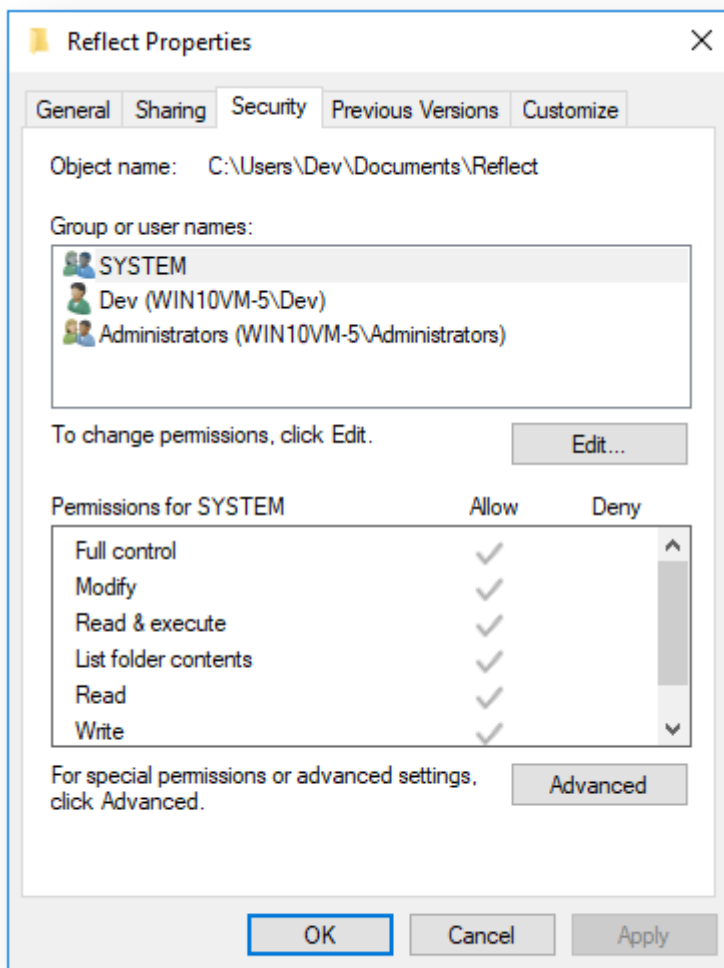 Reflect Properties
General Sharing Security Previous Versions Customize
Object name: C:\Users\Dev\Documents\Reflect
Group or user names:
SYSTEM
Dev (WIN10VM-5\Dev)
Administrators (WIN10VM-5\Administrators)
To change permissions, click Edit.
Edit...
Permissions for SYSTEM Allow Deny
Full control
Modify
Read & execute
List folder contents
Read
Write
For special permissions or advanced settings,
click Advanced.
Advanced
OK Cancel Apply